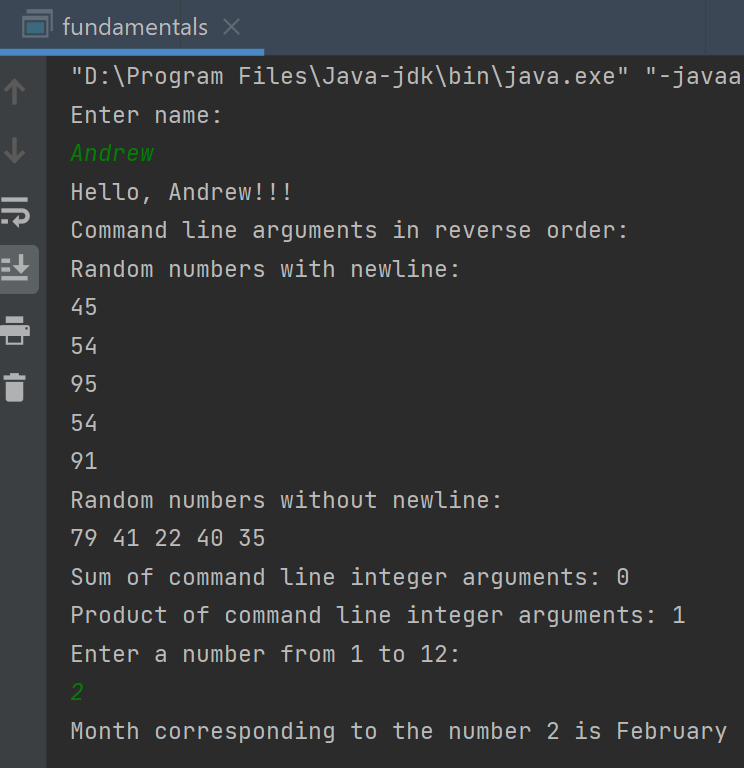 fundamentals
"D:\Program Files\Java-jdk\bin\java.exe" "-javaa
Enter name:
Andrew
Hello, Andrew!!!
Command line arguments in reverse order:
Random numbers with newline:
45
54
95
54
91
Random numbers without newline:
79 41 22 40 35
Sum of command line integer arguments: 0
Product of command line integer arguments: 1
Enter a number from 1 to 12:
2
Month corresponding to the number 2 is February